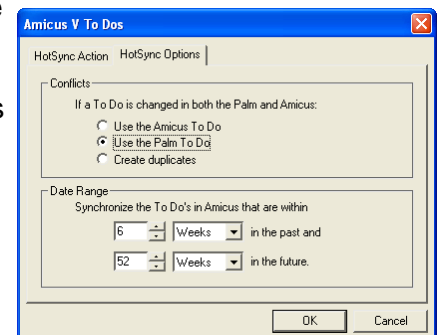 Amicus V To Dos
HotSync Action HotSync Options
Conflicts
If a To Do is changed in both the Palm and Amicus:
Use the Amicus To Do
Use the Palm To Do
Create duplicates
Date Range
Synchronize the To Do's in Amicus that are within
6 Weeks in the past and
52 Weeks in the future.
OK Cancel